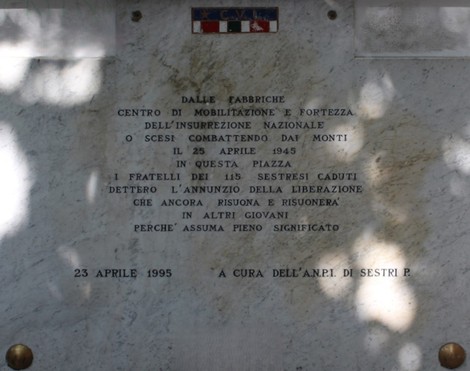 C.V.L.
DALLE FABBRICHE
CENTRO DI MOBILITAZIONE E FORTEZZA
DELL'INSURREZIONE NAZIONALE
O SCESI COMBATTENDO DAI MONTI
IL 25 APRILE 1945
IN QUESTA PIAZZA
I FRATELLI DEI 115 SESTRESI CADUTI
DETTERO L'ANNUNZIO DELLA LIBERAZIONE
CHE ANCORA RISUONA E RISUONERA'
IN ALTRI GIOVANI
PERCHE' ASSUMA PIENO SIGNIFICATO
23 APRILE 1995 A CURA DELL'A.N.P.I. DI SESTRI P.